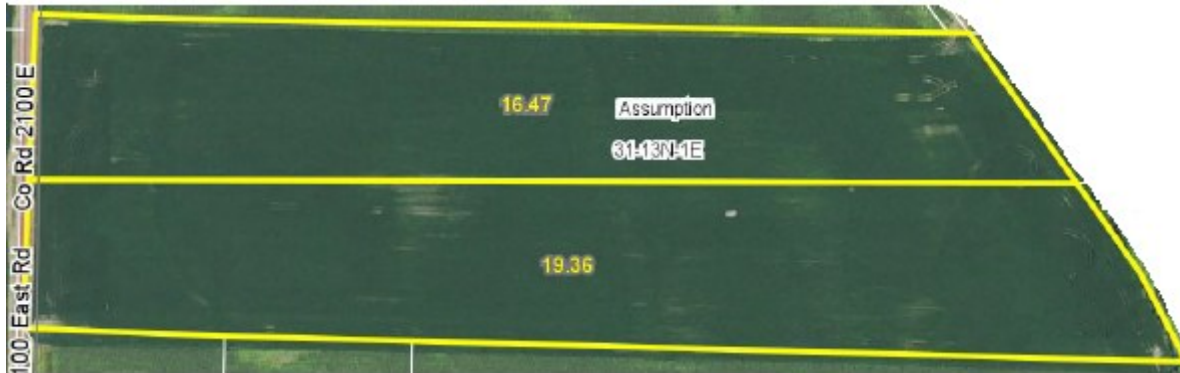 16.47
Assumption
31-13N-1E
19.36
Co Rd 2100 E
100 East Rd